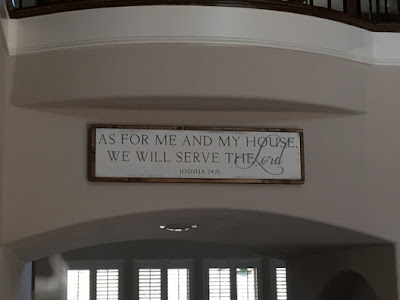 AS FOR ME AND MY HOUSE,
WE WILL SERVE THE Lord
JOSHUA 24:15